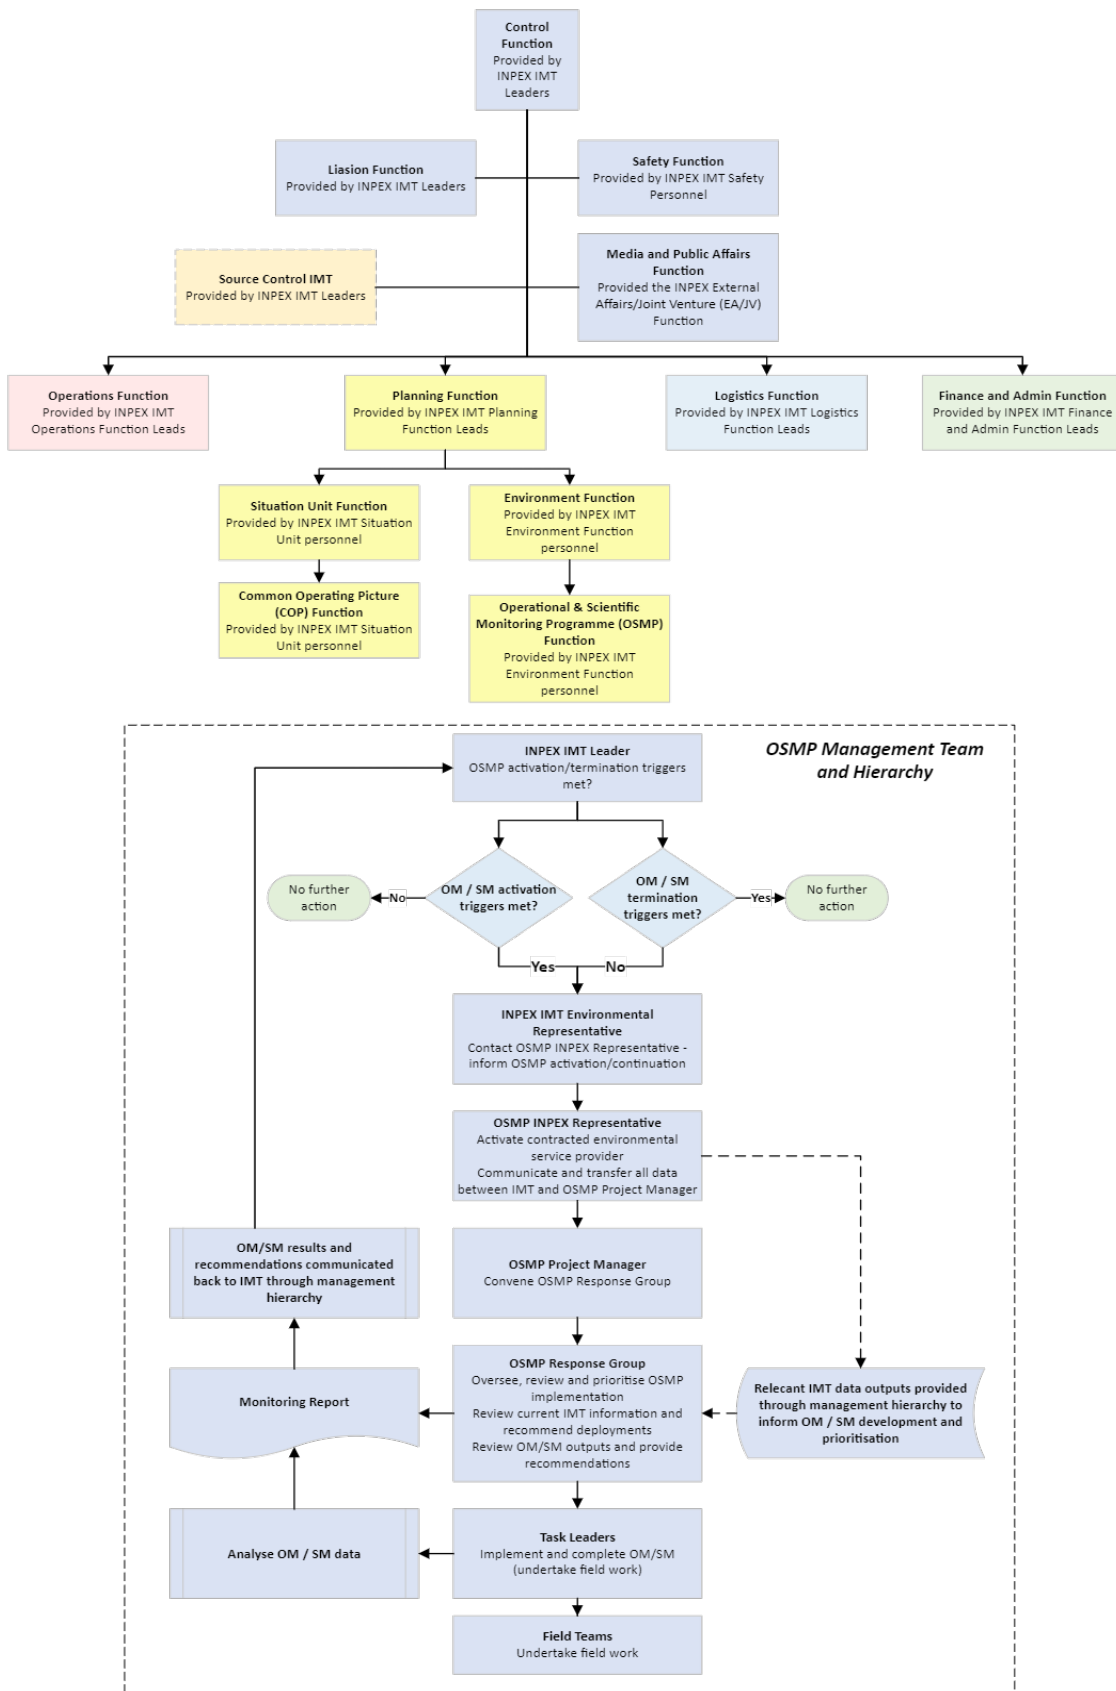 Control
Function
Provided by
INPEX IMT
Leaders
Liasion Function
Provided by INPEX IMT Leaders
Safety Function
Provided by INPEX IMT Safety
Personnel
Source Control IMT
Provided by INPEX IMT Leaders
Media and Public Affairs
Function
Provided the INPEX External
Affairs/Joint Venture (EA/JV)
Function
Operations Function
Provided by INPEX IMT
Operations Function Leads
Planning Function
Provided by INPEX IMT Planning
Function Leads
Logistics Function
Provided by INPEX IMT Logistics
Function Leads
Finance and Admin Function
Provided by INPEX IMT Finance
and Admin Function Leads
Situation Unit Function
Provided by INPEX IMT Situation
Unit personnel
Environment Function
Provided by INPEX IMT
Environment Function
personnel
Common Operating Picture
(COP) Function
Provided by INPEX IMT Situation
Unit personnel
Operational & Scientific
Monitoring Programme (OSMP)
Function
Provided by INPEX IMT
Environment Function
personnel
OSMP Management Team
and Hierarchy
INPEX IMT Leader
OSMP activation/termination triggers
met?
No further
action
No
OM / SM activation
triggers met?
OM / SM
termination
triggers met?
Yes
No further
action
Yes
No
INPEX IMT Environmental
Representative
Contact OSMP INPEX Representative -
inform OSMP activation/continuation
OSMP INPEX Representative
Activate contracted environmental
service provider
Communicate and transfer all data
between IMT and OSMP Project Manager
OM/SM results and
recommendations communicated
back to IMT through management
hierarchy
OSMP Project Manager
Convene OSMP Response Group
Monitoring Report
OSMP Response Group
Oversee, review and prioritise OSMP
implementation
Review current IMT information and
recommend deployments
Review OM/SM outputs and provide
recommendations
Relecant IMT data outputs provided
through management hierarchy to
inform OM / SM development and
prioritisation
Analyse OM / SM data
Task Leaders
Implement and complete OM/SM
(undertake field work)
Field Teams
Undertake field work